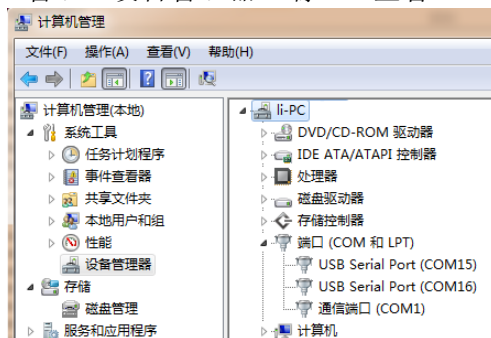 计算机管理
文件(F) 操作(A) 查看(V) 帮助(H)
计算机管理(本地)
系统工具
任务计划程序
事件查看器
共享文件夹
本地用户和组
性能
设备管理器
存储
磁盘管理
服务和应用程序
li-PC
DVD/CD-ROM 驱动器
IDE ATA/ATAPI 控制器
处理器
磁盘驱动器
存储控制器
端口 (COM 和 LPT)
USB Serial Port (COM15)
USB Serial Port (COM16)
通信端口 (COM1)
计算机